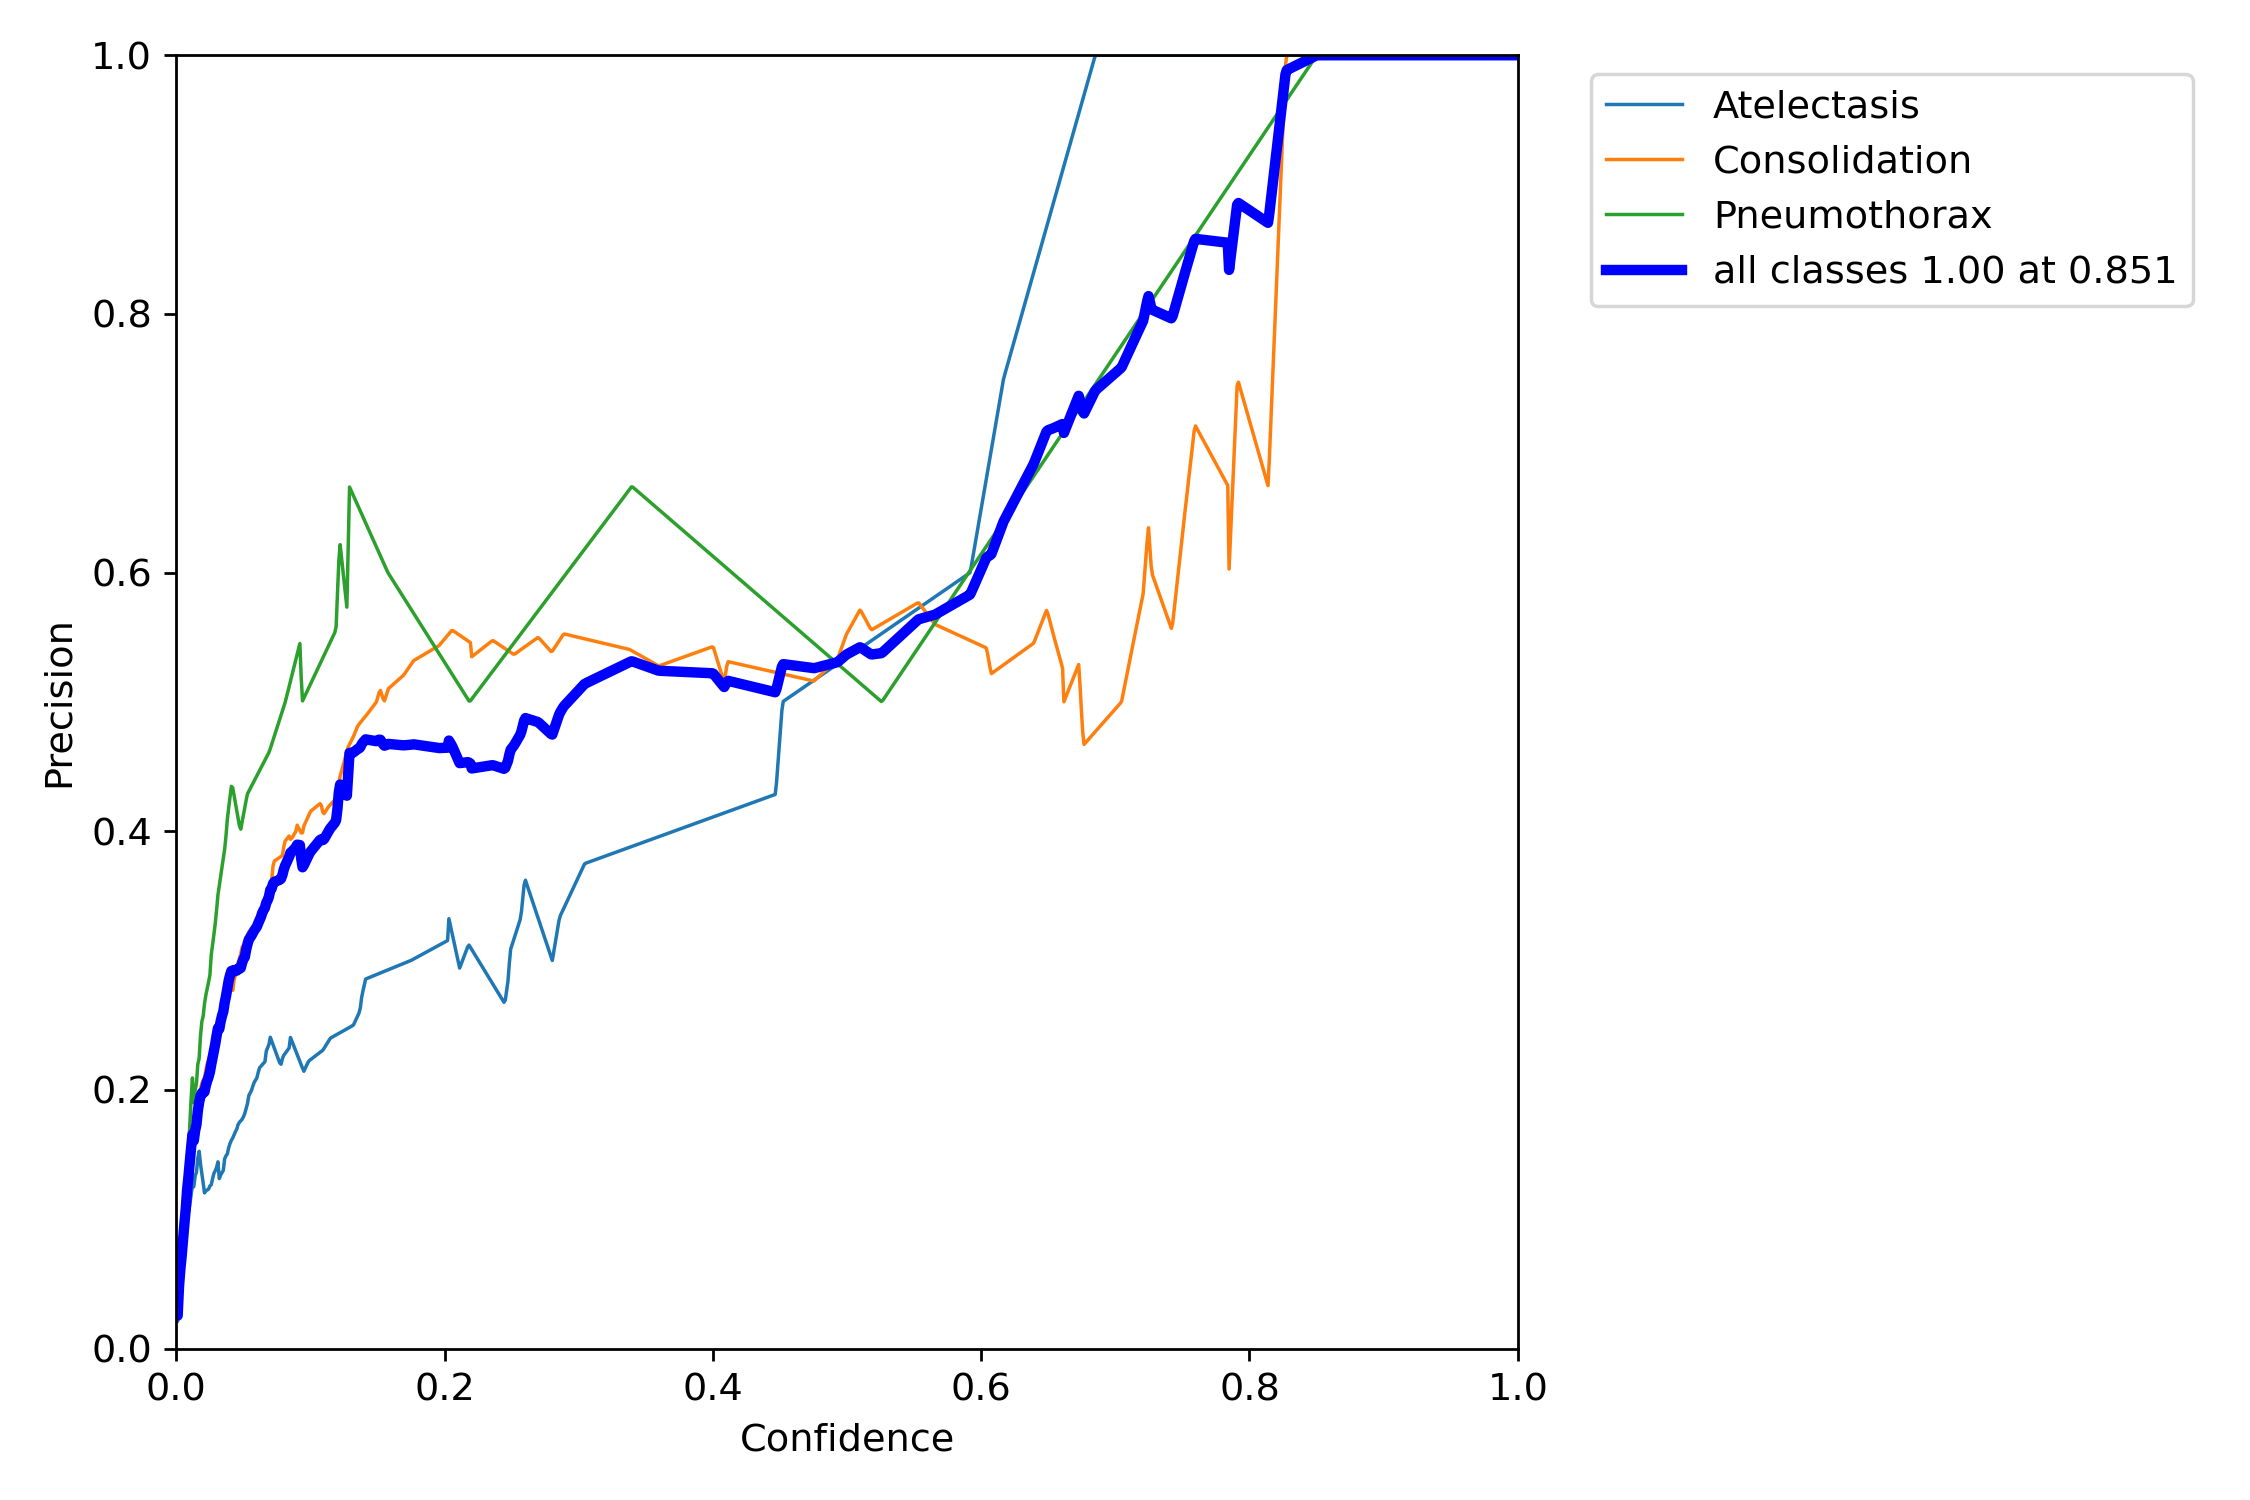 1.0
0.8
0.6
0.4
0.2
0.0
Precision
0.0 0.2 0.4 0.6 0.8 1.0
Confidence
Atelectasis
Consolidation
Pneumothorax
all classes 1.00 at 0.851